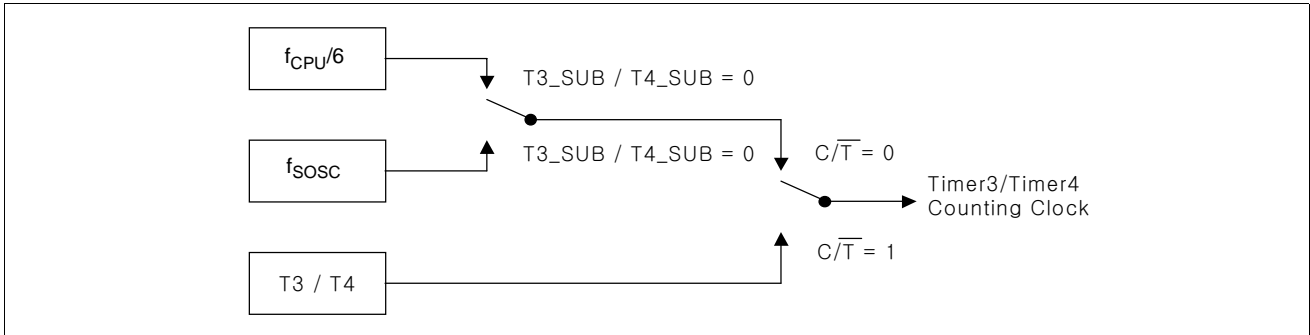 fCPU/6
T3_SUB / T4_SUB = 0
T3_SUB / T4_SUB = 0
fSOSC
C/T̅ = 0
Timer3/Timer4
Counting Clock
C/T̅ = 1
T3 / T4